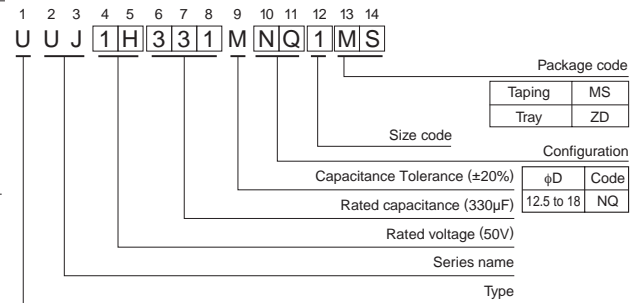 1 2 3 4 5 6 7 8 9 10 11 12 13 14
U U J 1 H 3 3 1 M N Q 1 M S
Package code
Taping MS
Tray ZD
Size code
Configuration
ϕD Code
12.5 to 18 NQ
Capacitance Tolerance (±20%)
Rated capacitance (330µF)
Rated voltage (50V)
Series name
Type